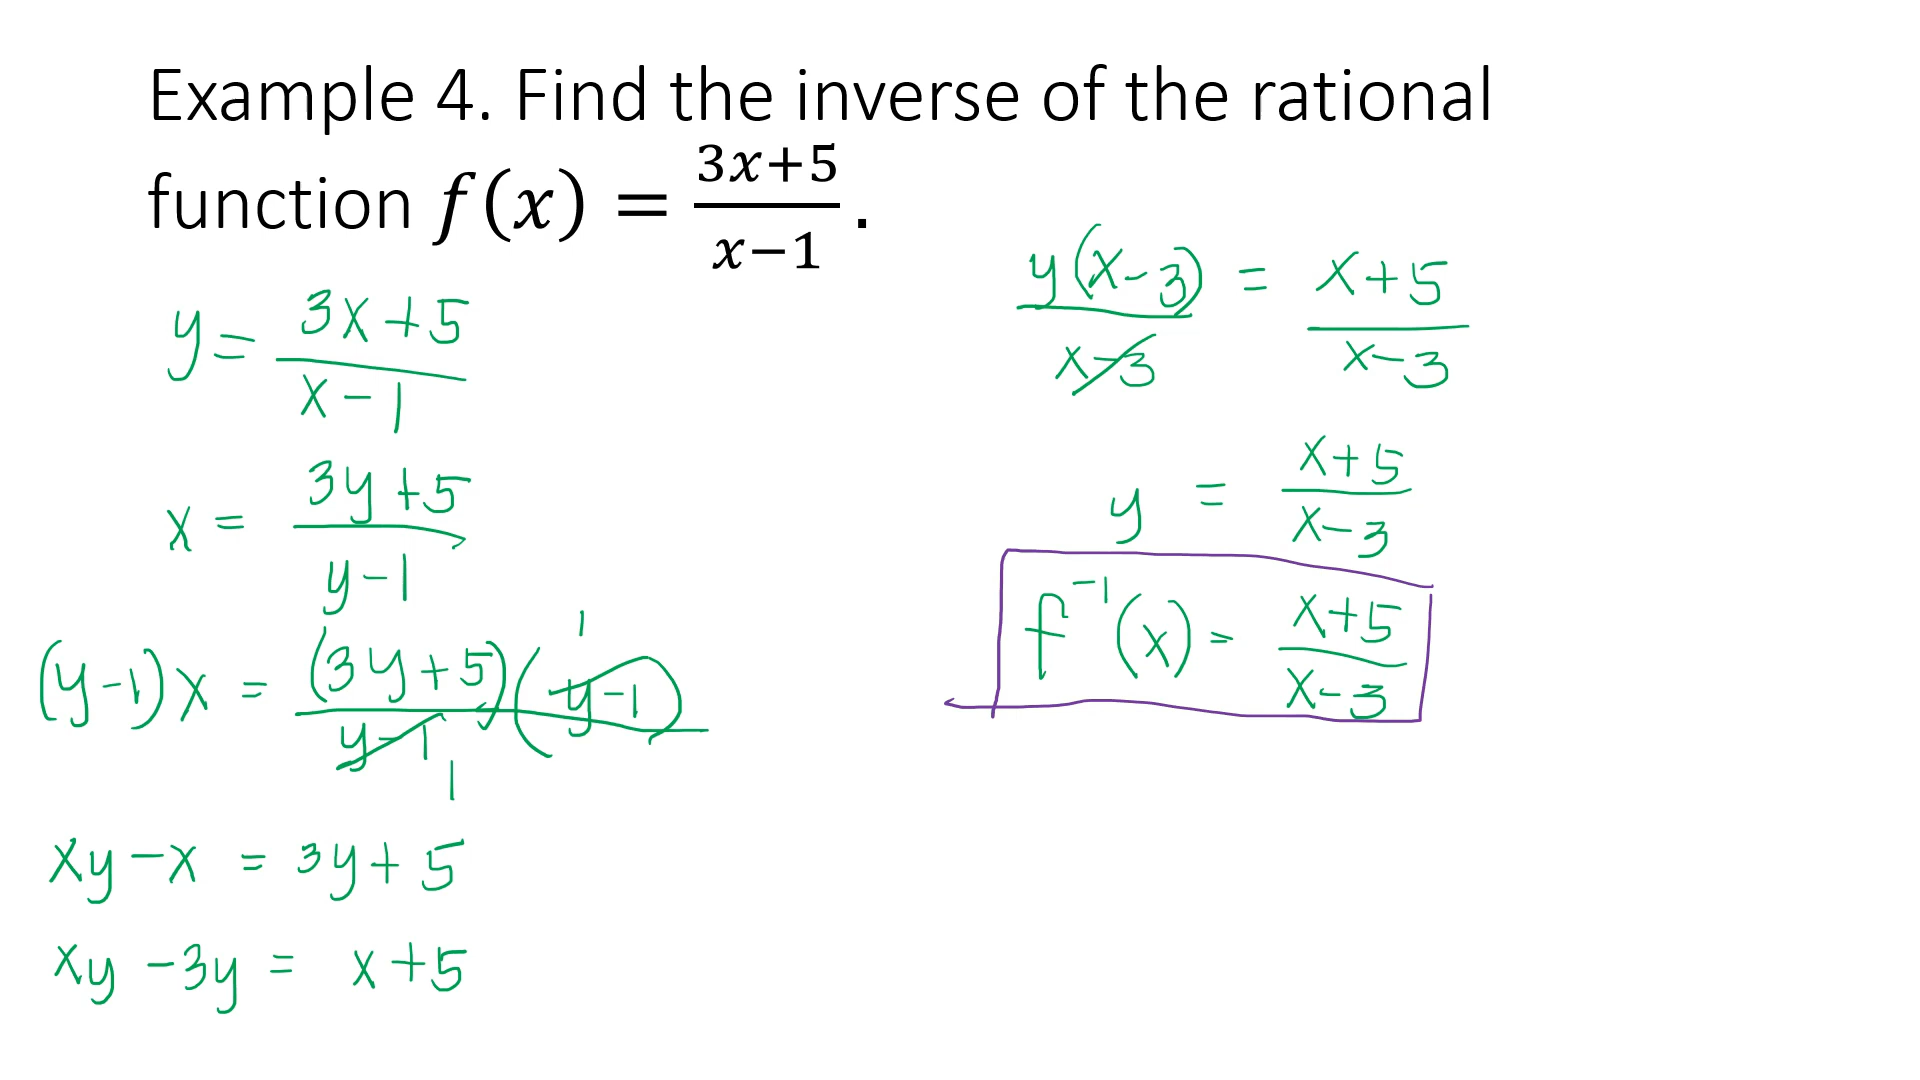 Example 4. Find the inverse of the rational
function f(x) = (3x+5)/(x−1).
y = (3x+5)/(x-1)
x = (3y+5)/(y-1)
(y-1)x = (3y+5)/(y-1) (y-1) 1 1
xy-x = 3y+5
xy-3y = x+5
y(x-3)/(x-3) = (x+5)/(x-3)
y = (x+5)/(x-3)
f^-1(x) = (x+5)/(x-3)